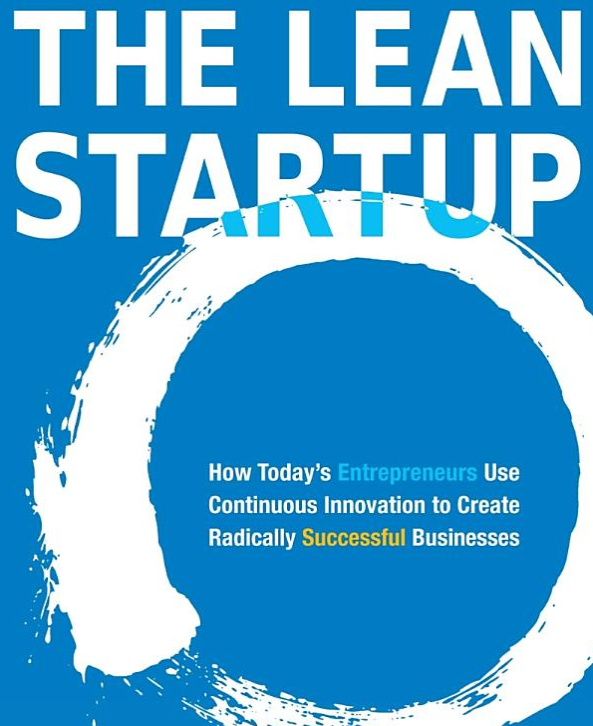 THE LEAN
STARTUP
How Today's Entrepreneurs Use
Continuous Innovation to Create
Radically Successful Businesses